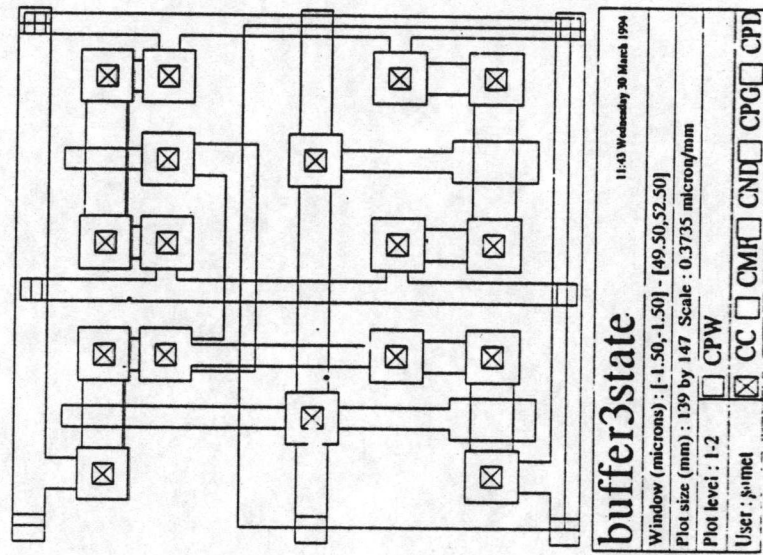 11:43 Wednesday 30 March 1994
buffer3state
Window (microns) : [-1.50,-1.50] - [49.50,52.50]
Plot size (mm) : 139 by 147 Scale : 0.3735 micron/mm
Plot level : 1-2
CPW
User : sumet
CC CMF CND CPG CPD